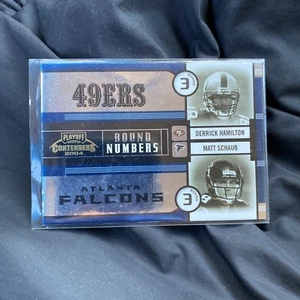 49ERS
3
DERRICK HAMILTON
PLAYOFF
CONTENDERS
2004
ROUND
NUMBERS
MATT SCHAUB
ATLANTA
FALCONS
3